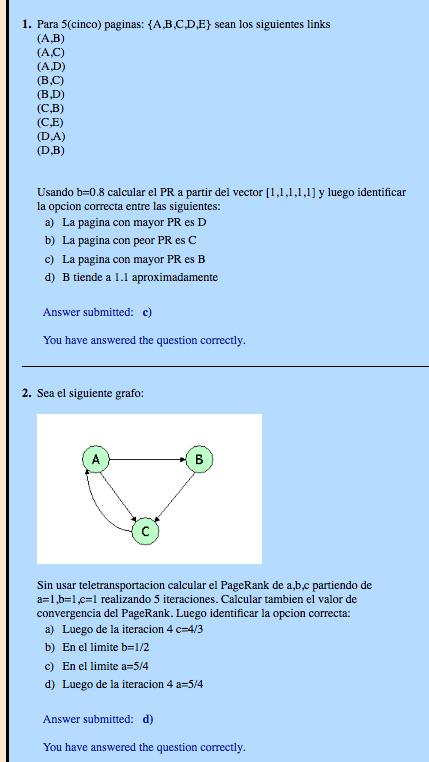 1. Para 5(cinco) paginas: {A,B,C,D,E} sean los siguientes links
(A,B)
(A,C)
(A,D)
(B,C)
(B,D)
(C,B)
(C,E)
(D,A)
(D,B)
Usando b=0.8 calcular el PR a partir del vector [1,1,1,1,1] y luego identificar
la opcion correcta entre las siguientes:
a) La pagina con mayor PR es D
b) La pagina con peor PR es C
c) La pagina con mayor PR es B
d) B tiende a 1.1 aproximadamente
Answer submitted: c)
You have answered the question correctly.
2. Sea el siguiente grafo:
A
B
C
Sin usar teletransportacion calcular el PageRank de a,b,c partiendo de
a=1,b=1,c=1 realizando 5 iteraciones. Calcular tambien el valor de
convergencia del PageRank. Luego identificar la opcion correcta:
a) Luego de la iteracion 4 c=4/3
b) En el limite b=1/2
c) En el limite a=5/4
d) Luego de la iteracion 4 a=5/4
Answer submitted: d)
You have answered the question correctly.